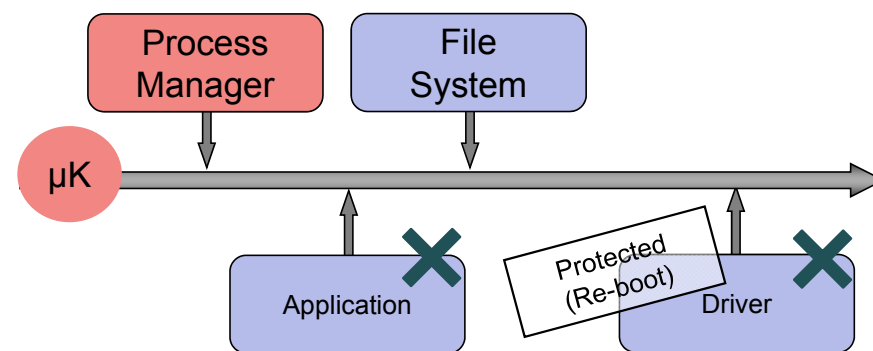 Process
Manager
File
System
µK
Application
Protected
(Re-boot)
Driver